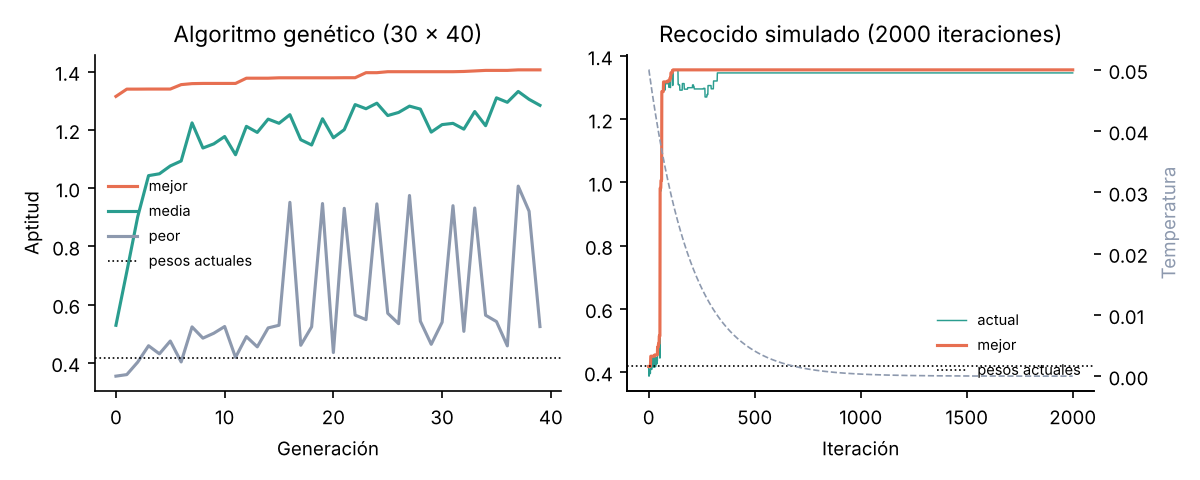 Algoritmo genético (30 × 40)
Aptitud
1.4
1.2
1.0
0.8
0.6
0.4
mejor
media
peor
pesos actuales
0
10
20
30
40
Generación
Recocido simulado (2000 iteraciones)
1.4
1.2
1.0
0.8
0.6
0.4
actual
mejor
pesos actuales
0
500
1000
1500
2000
Iteración
0.05
0.04
0.03
0.02
0.01
0.00
Temperatura